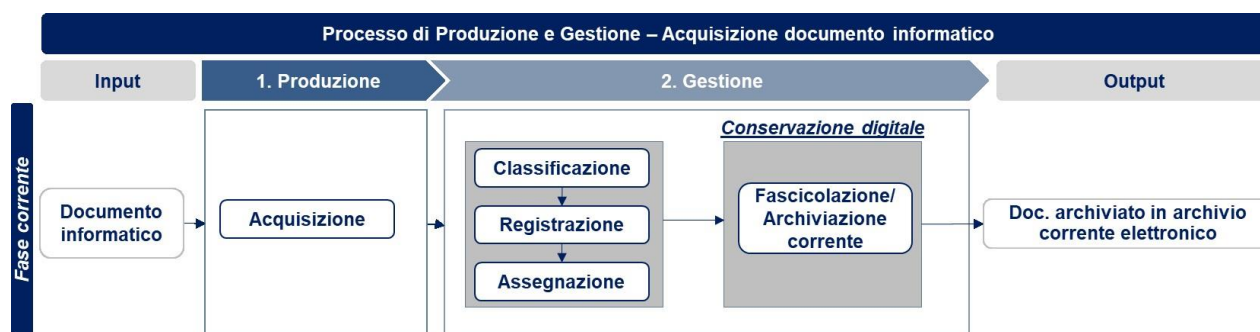 Processo di Produzione e Gestione – Acquisizione documento informatico
Input
1. Produzione
2. Gestione
Output
Fase corrente
Documento
informatico
Acquisizione
Classificazione
Registrazione
Assegnazione
Conservazione digitale
Fascicolazione/
Archiviazione
corrente
Doc. archiviato in archivio
corrente elettronico